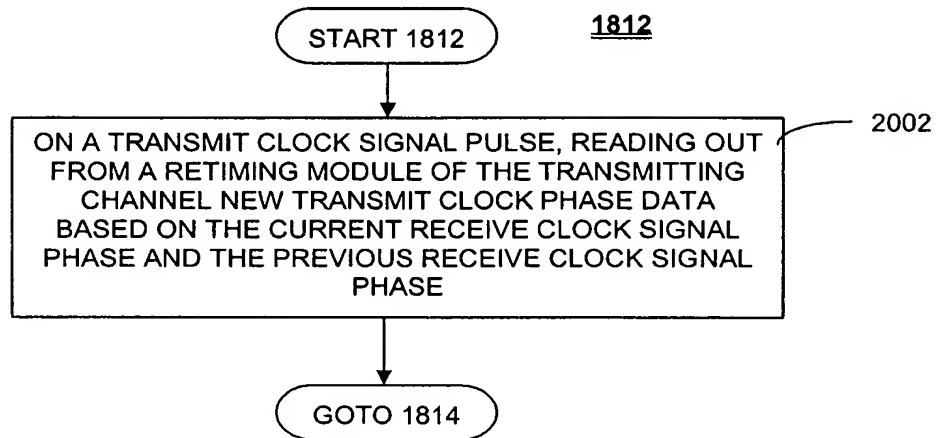 START 1812
1812
ON A TRANSMIT CLOCK SIGNAL PULSE, READING OUT
FROM A RETIMING MODULE OF THE TRANSMITTING
CHANNEL NEW TRANSMIT CLOCK PHASE DATA
BASED ON THE CURRENT RECEIVE CLOCK SIGNAL
PHASE AND THE PREVIOUS RECEIVE CLOCK SIGNAL
PHASE
2002
GOTO 1814